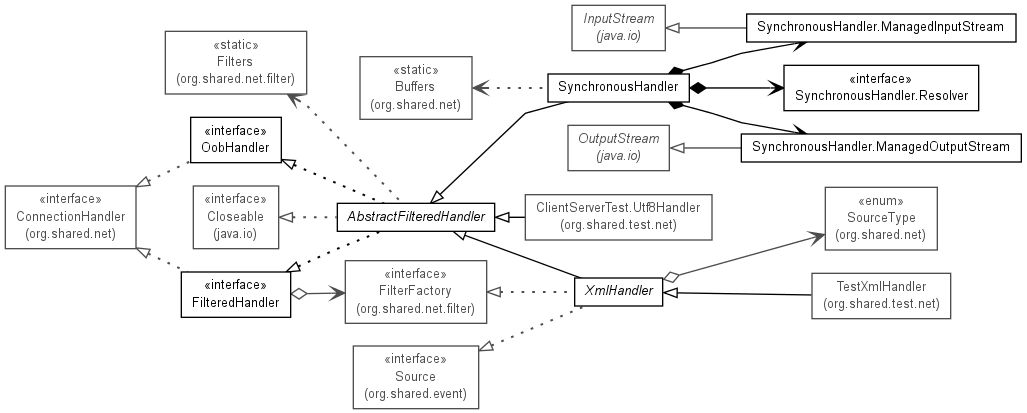 InputStream
(java.io)
SynchronousHandler.ManagedInputStream
«static»
Filters
(org.shared.net.filter)
«static»
Buffers
(org.shared.net)
SynchronousHandler
«interface»
SynchronousHandler.Resolver
«interface»
OobHandler
OutputStream
(java.io)
SynchronousHandler.ManagedOutputStream
«interface»
ConnectionHandler
(org.shared.net)
«interface»
Closeable
(java.io)
AbstractFilteredHandler
ClientServerTest.Utf8Handler
(org.shared.test.net)
«enum»
SourceType
(org.shared.net)
«interface»
FilteredHandler
«interface»
FilterFactory
(org.shared.net.filter)
XmlHandler
TestXmlHandler
(org.shared.test.net)
«interface»
Source
(org.shared.event)